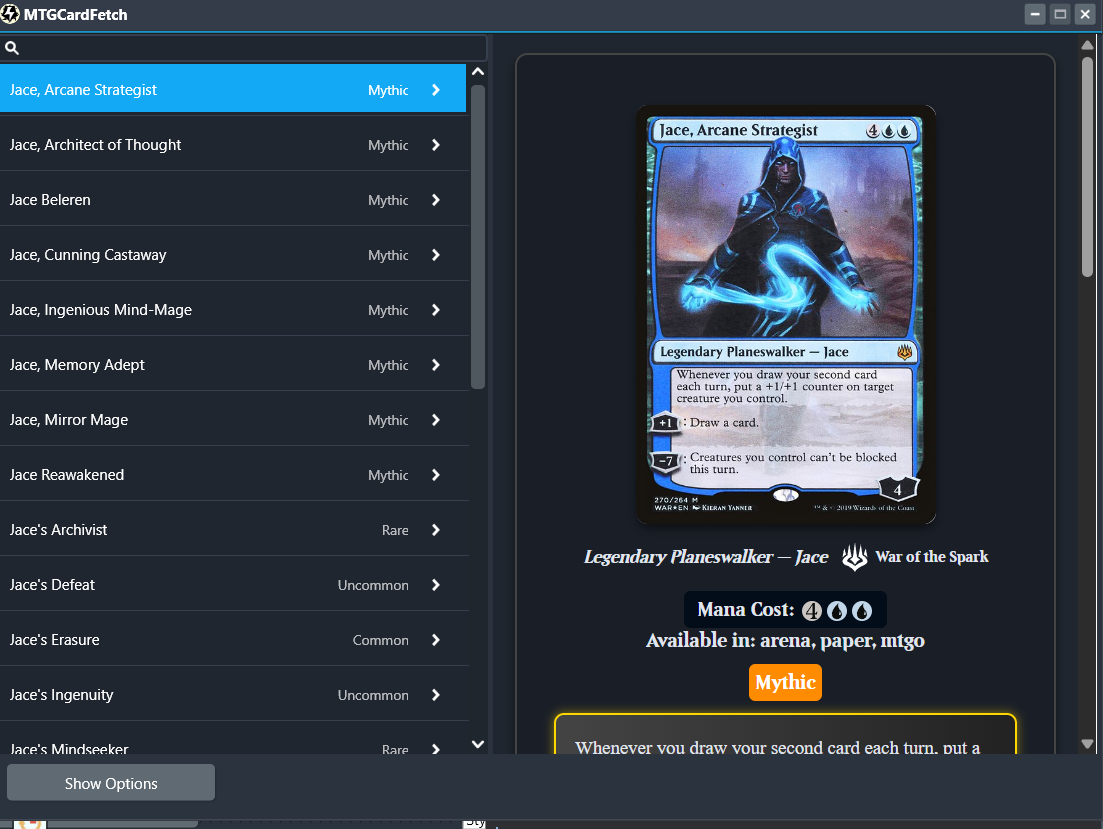 MTGCardFetch
Jace, Arcane Strategist Mythic
Jace, Architect of Thought Mythic
Jace Beleren Mythic
Jace, Cunning Castaway Mythic
Jace, Ingenious Mind-Mage Mythic
Jace, Memory Adept Mythic
Jace, Mirror Mage Mythic
Jace Reawakened Mythic
Jace's Archivist Rare
Jace's Defeat Uncommon
Jace's Erasure Common
Jace's Ingenuity Uncommon
Jace's Mindseeker Rare
Show Options
Jace, Arcane Strategist 4
Legendary Planeswalker — Jace
Whenever you draw your second card
each turn, put a +1/+1 counter on target
creature you control.
+1 : Draw a card.
−7 : Creatures you control can't be blocked
this turn.
4
270/264 M
WAR★EN Kieran Yanner
™ & © 2019 Wizards of the Coast
Legendary Planeswalker — Jace War of the Spark
Mana Cost: 4
Available in: arena, paper, mtgo
Mythic
Whenever you draw your second card each turn, put a